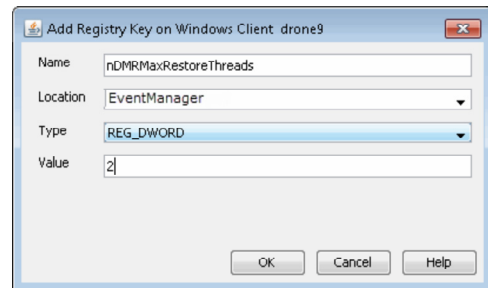 Add Registry Key on Windows Client drone9
Name nDMRMaxRestoreThreads
Location EventManager
Type REG_DWORD
Value 2
OK Cancel Help